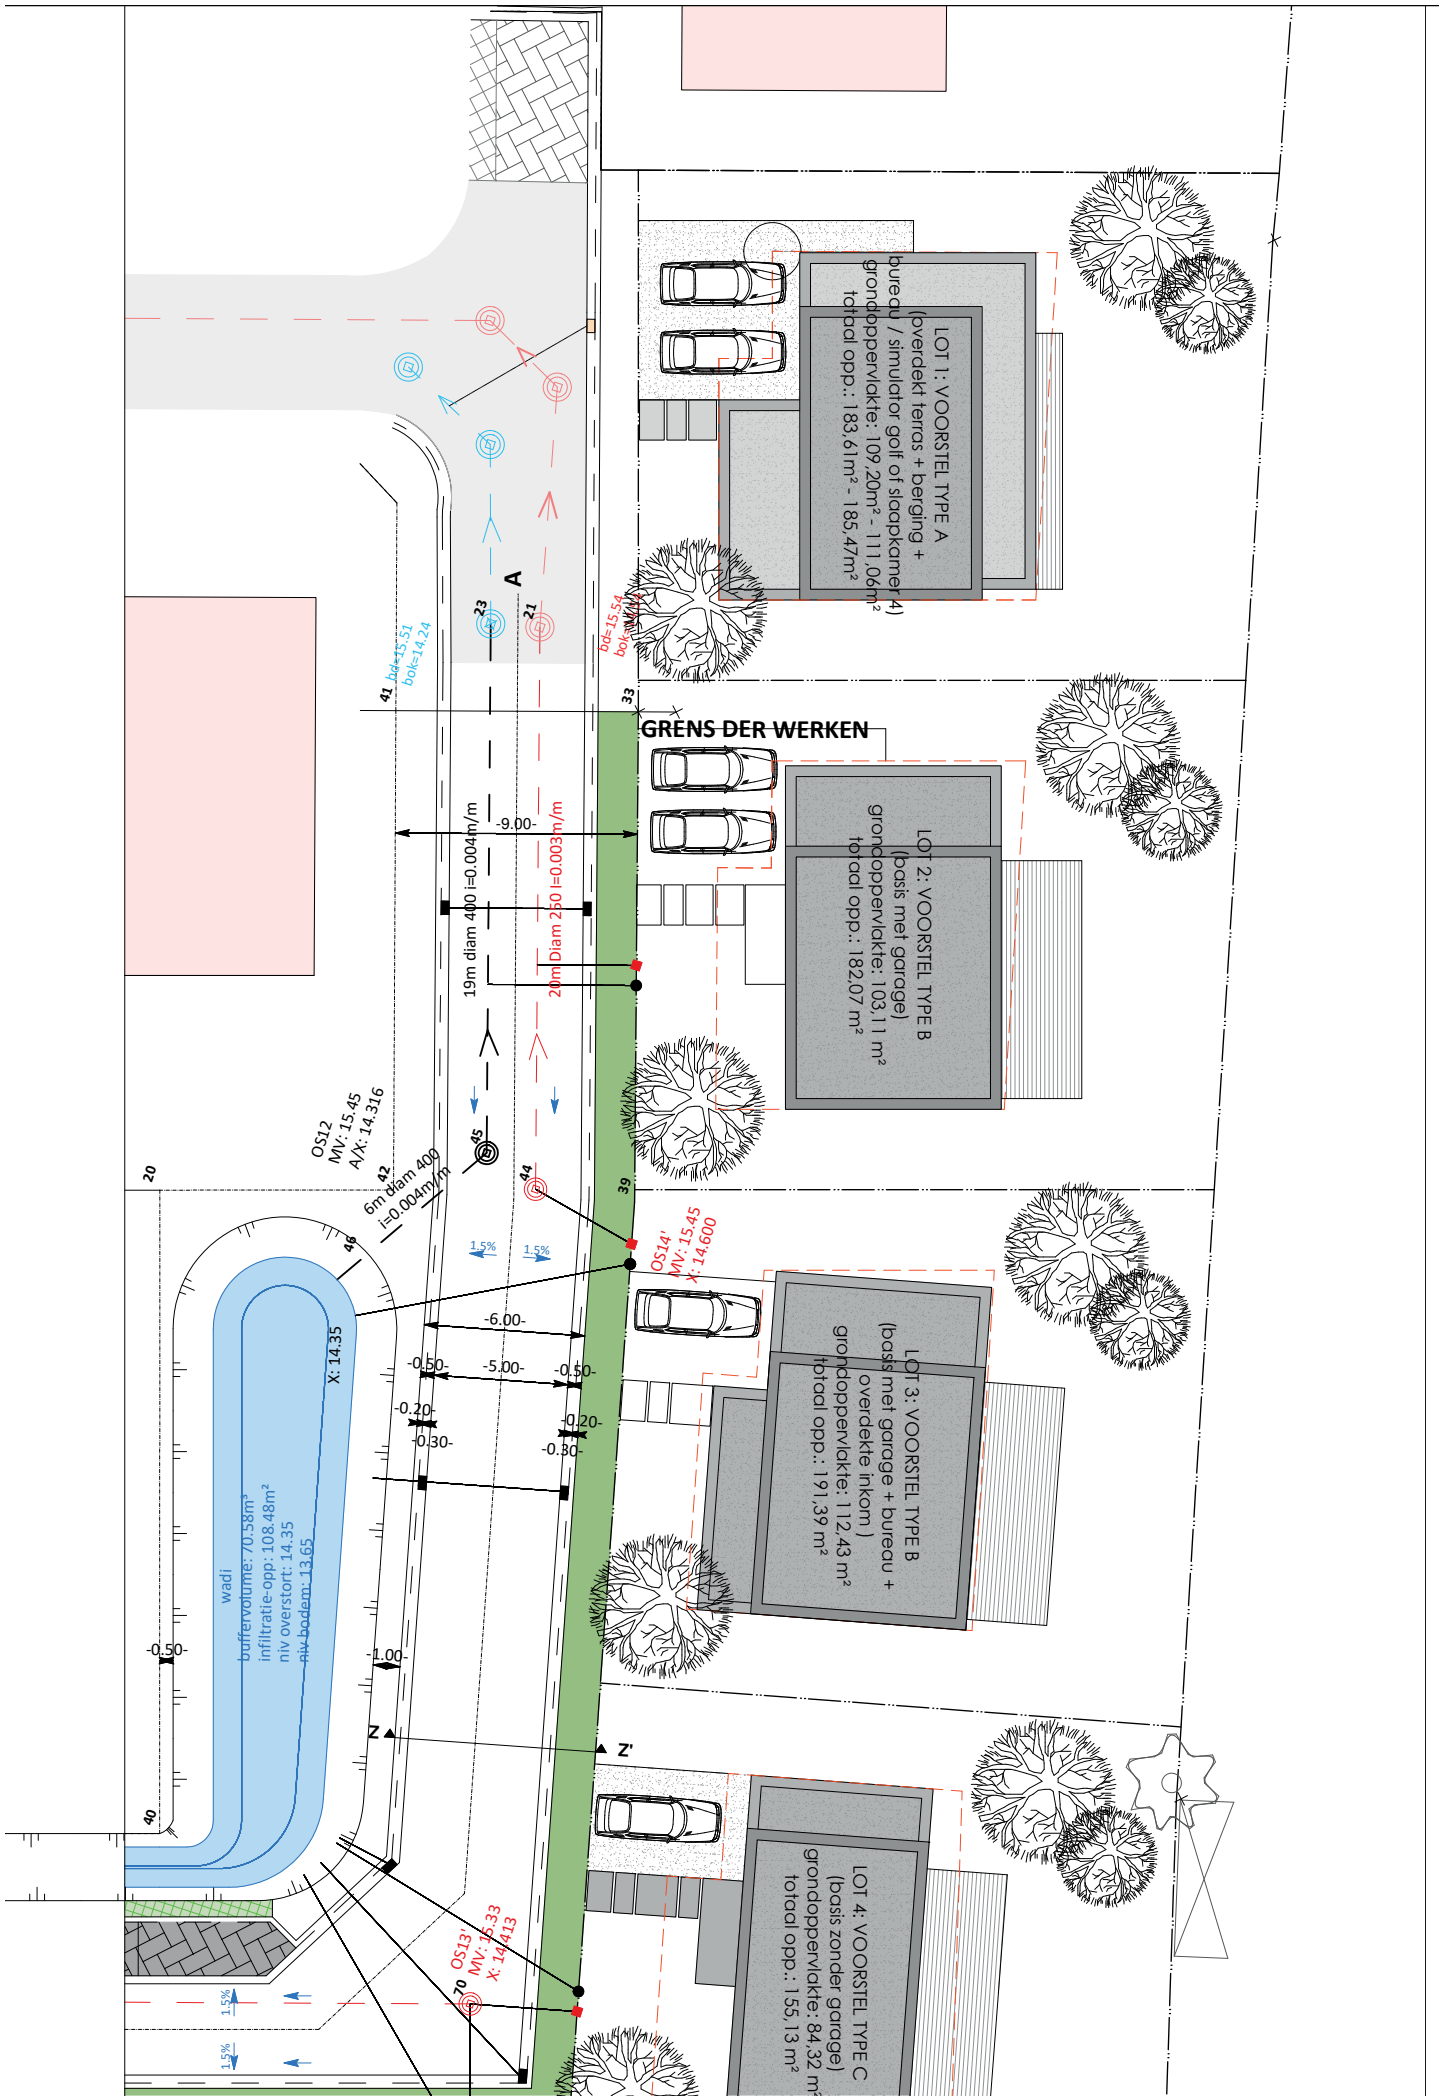 LOT 1: VOORSTEL TYPE A
(overdekt terras + berging +
bureau / simulator golf of slaapkamer 4)
grondoppervlakte: 109,20m² - 111,06m²
totaal opp.: 183,61m² - 185,47m²
A
23
21
bd=15.54
bok=
41
bd=15.51
bok=14.24
33
GRENS DER WERKEN
-9.00-
19m diam 400 I=0.004m/m
20m Diam 250 I=0.003m/m
LOT 2: VOORSTEL TYPE B
(basis met garage)
grondoppervlakte: 103,11 m²
totaal opp.: 182,07 m²
OS12
MV: 15.45
A/X: 14.316
45
44
20
42
39
6m diam 400
i=0.004m/m
46
OS14'
MV: 15.45
X: 14.600
1.5%
1.5%
X: 14.35
-6.00-
-0.50-
-5.00-
-0.50-
-0.20-
-0.20-
-0.30-
-0.30-
LOT 3: VOORSTEL TYPE B
(basis met garage + bureau +
overdekte inkom)
grondoppervlakte: 112,43 m²
totaal opp.: 191,39 m²
wadi
buffervolume: 70.58m³
infiltratie-opp: 108.48m²
niv overstort: 14.35
niv bodem: 13.65
-0.50-
-1.00-
Z
Z'
40
LOT 4: VOORSTEL TYPE C
(basis zonder garage)
grondoppervlakte: 84,32 m²
totaal opp.: 155,13 m²
OS13'
MV: 15.33
X: 14.413
70
1.5%
1.5%